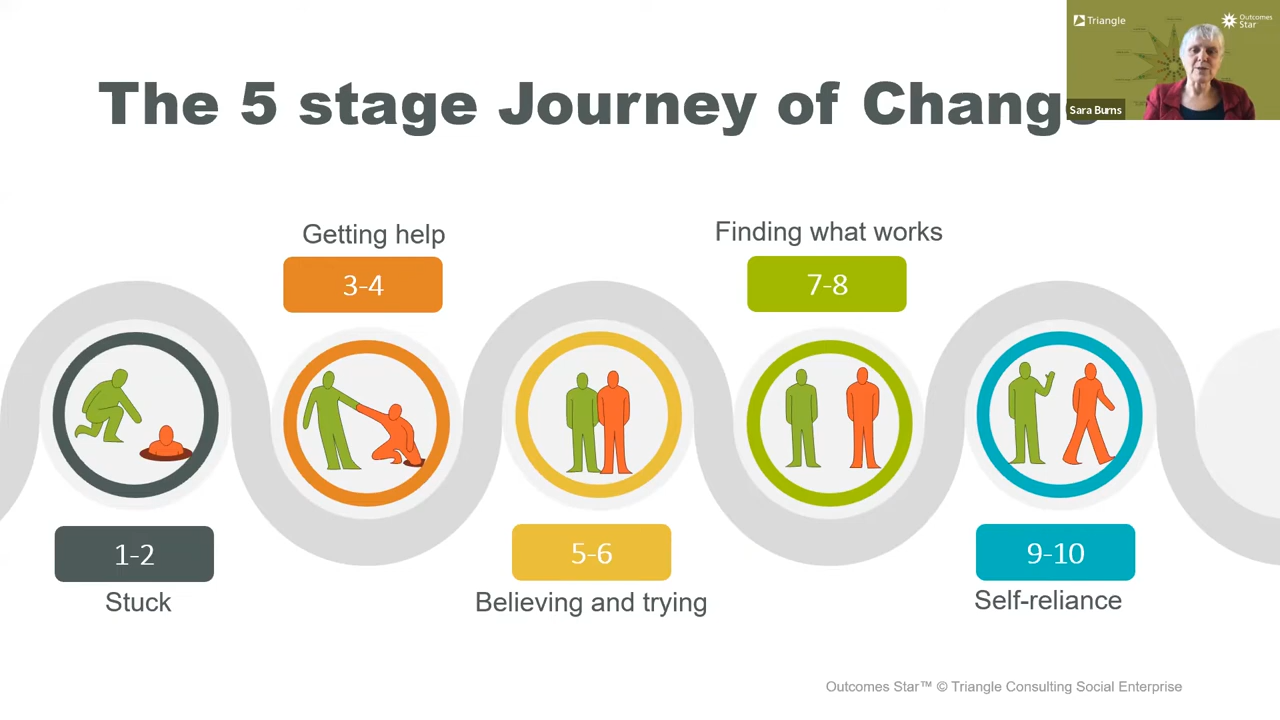 Triangle
Outcomes
Star
Sara Burns
The 5 stage Journey of Change
Getting help
3-4
Finding what works
7-8
1-2
Stuck
5-6
Believing and trying
9-10
Self-reliance
Outcomes Star™ © Triangle Consulting Social Enterprise